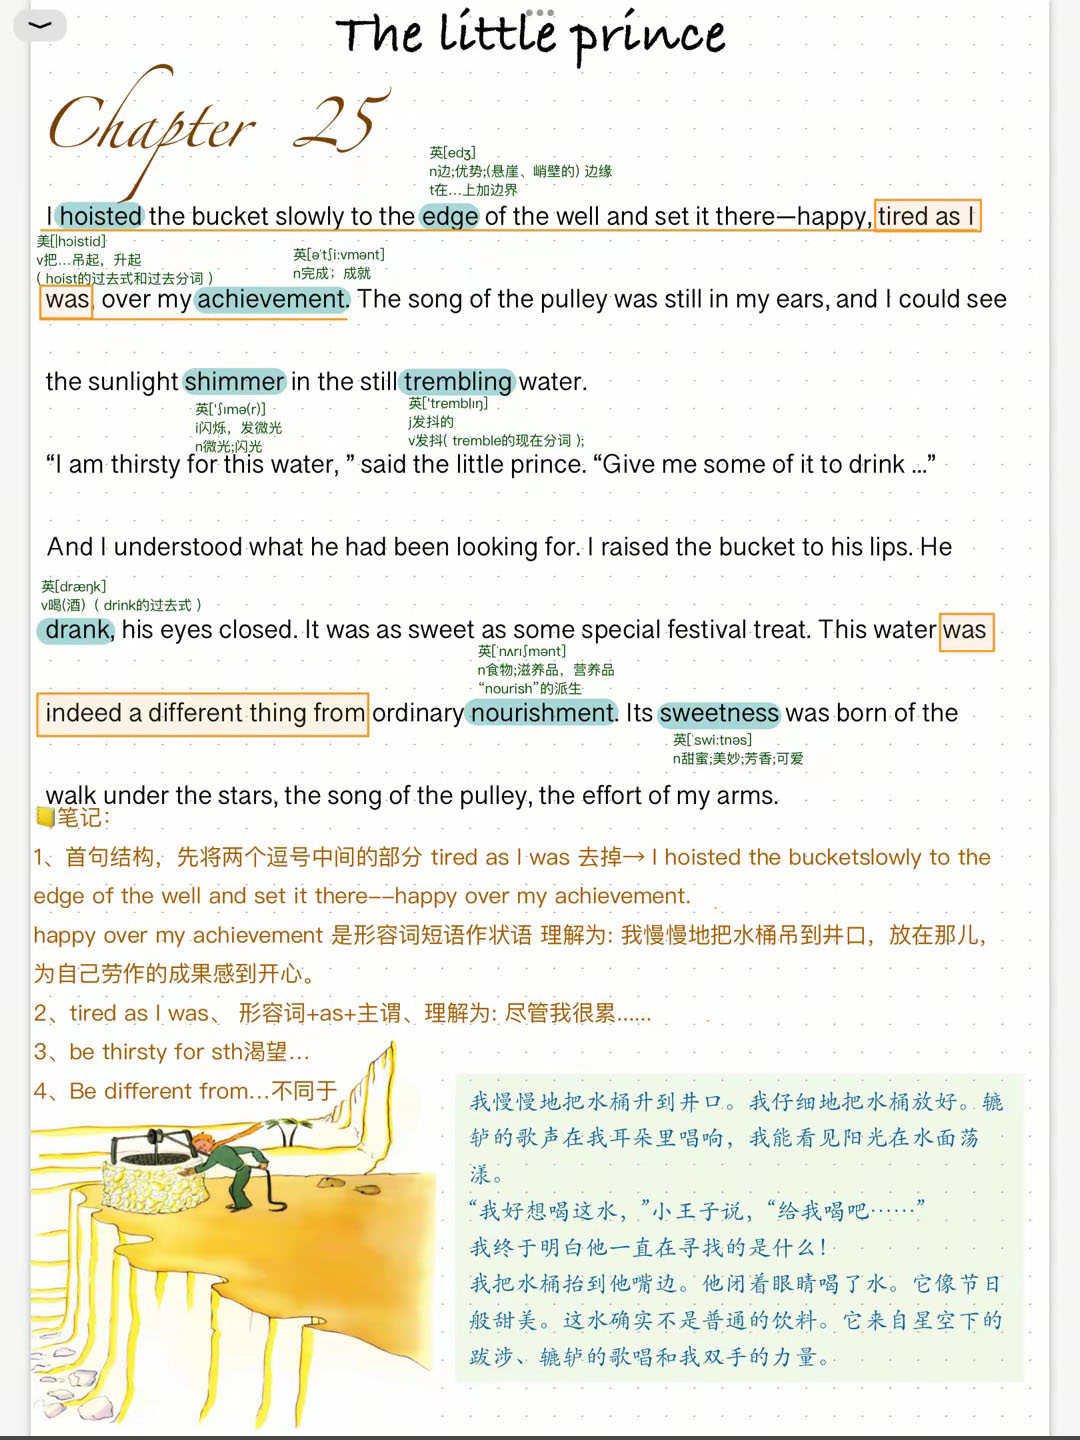 The little prince
Chapter 25
英[edʒ]
n边;优势;(悬崖、峭壁的) 边缘
t在...上加边界
I hoisted the bucket slowly to the edge of the well and set it there—happy, tired as I
美[|hɔistid]
v把...吊起，升起
( hoist的过去式和过去分词 )
英[əˈtʃi:vmənt]
n完成；成就
was, over my achievement. The song of the pulley was still in my ears, and I could see
the sunlight shimmer in the still trembling water.
英['ʃɪmə(r)]
i闪烁，发微光
n微光;闪光
英['tremblɪŋ]
j发抖的
v发抖( tremble的现在分词 );
“I am thirsty for this water, ” said the little prince. “Give me some of it to drink ...”
And I understood what he had been looking for. I raised the bucket to his lips. He
英[dræŋk]
v喝(酒)（ drink的过去式 ）
drank, his eyes closed. It was as sweet as some special festival treat. This water was
英[ˈnʌrɪʃmənt]
n食物;滋养品，营养品
“nourish”的派生
indeed a different thing from ordinary nourishment. Its sweetness was born of the
英[ˈswi:tnəs]
n甜蜜;美妙;芳香;可爱
walk under the stars, the song of the pulley, the effort of my arms.
📒笔记：
1、首句结构，先将两个逗号中间的部分 tired as I was 去掉→ I hoisted the bucketslowly to the
edge of the well and set it there--happy over my achievement.
happy over my achievement 是形容词短语作状语 理解为: 我慢慢地把水桶吊到井口，放在那儿，
为自己劳作的成果感到开心。
2、tired as I was、 形容词+as+主谓、理解为: 尽管我很累......
3、be thirsty for sth渴望...
4、Be different from...不同于
我慢慢地把水桶升到井口。我仔细地把水桶放好。辘
轳的歌声在我耳朵里唱响，我能看见阳光在水面荡
漾。
“我好想喝这水，”小王子说，“给我喝吧……”
我终于明白他一直在寻找的是什么！
我把水桶抬到他嘴边。他闭着眼睛喝了水。它像节日
般甜美。这水确实不是普通的饮料。它来自星空下的
跋涉、辘轳的歌唱和我双手的力量。